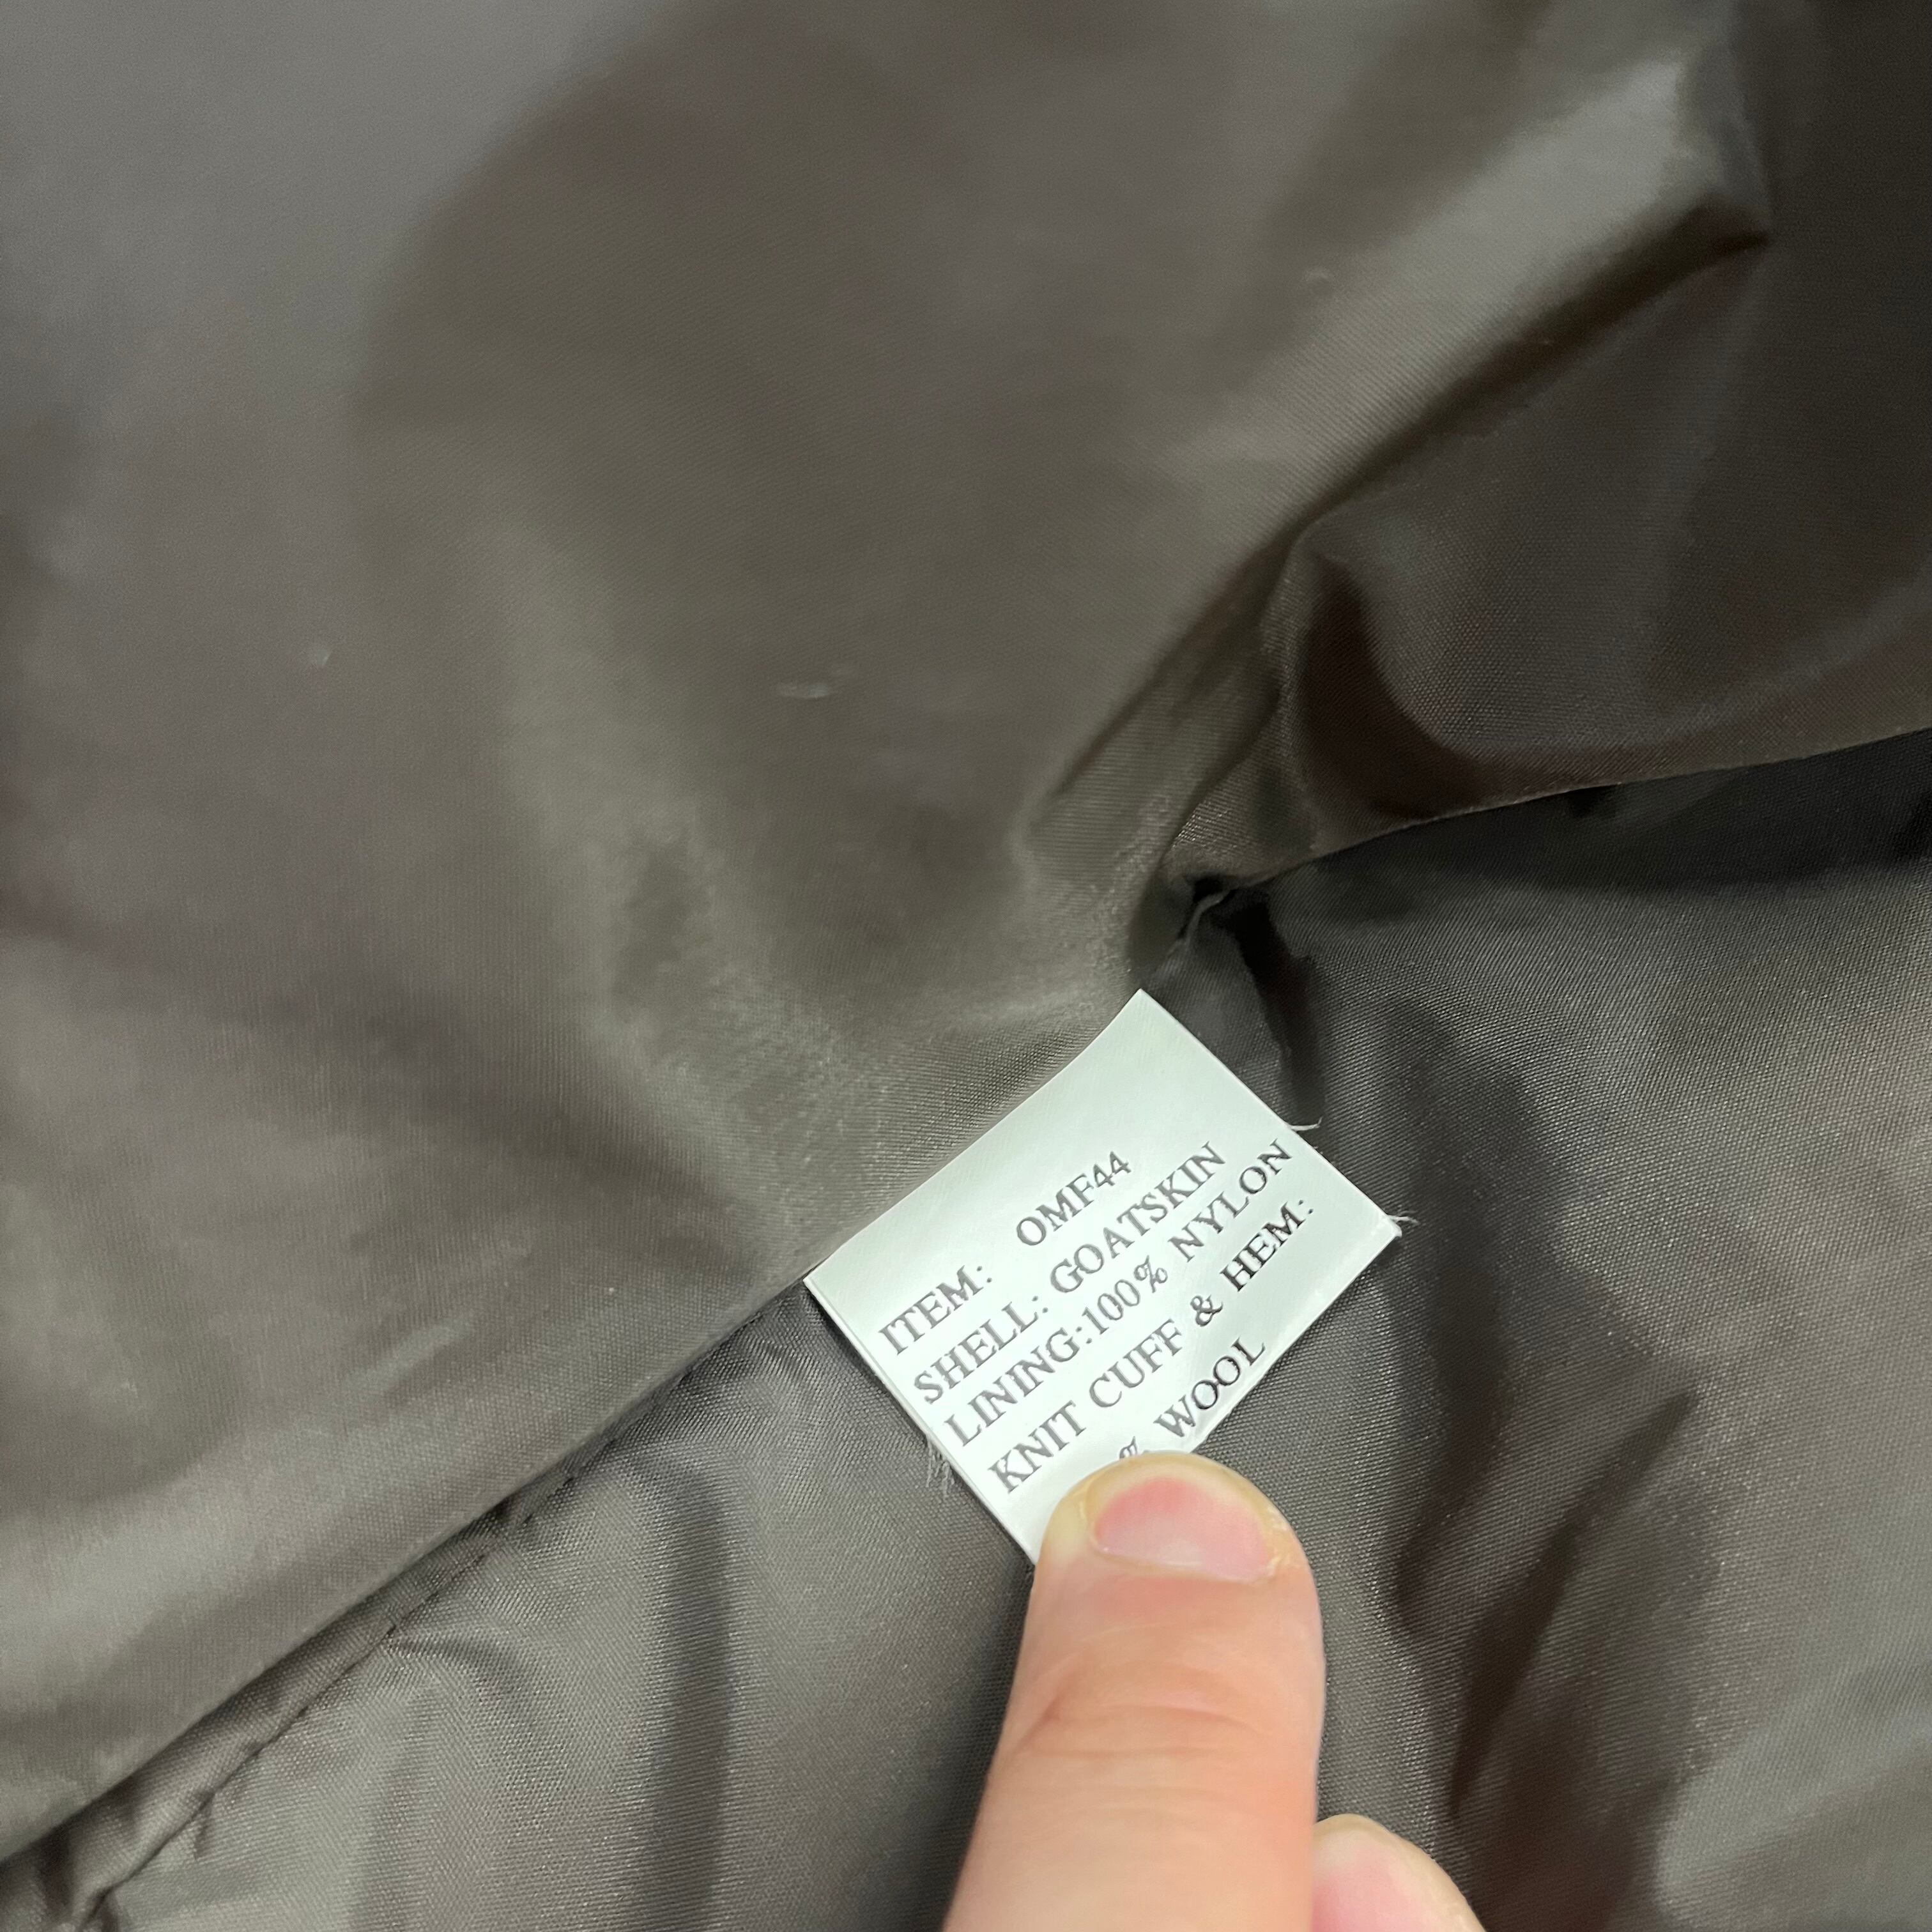 ITEM: OMF44
SHELL: GOATSKIN
LINING:100% NYLON
KNIT CUFF & HEM:
% WOOL